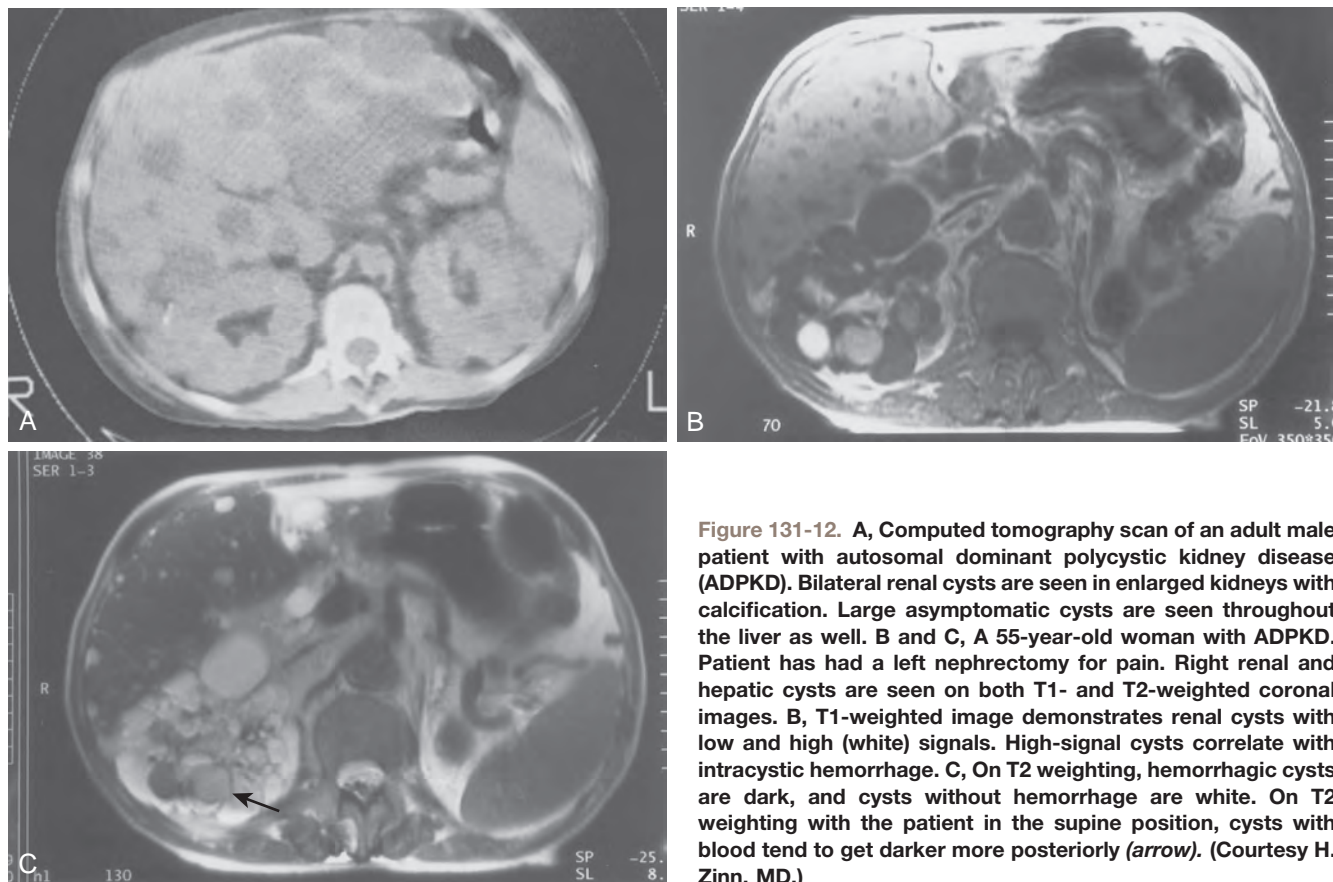 R
L
A
SER 1-4
R
B
70
SP -21.8
SL 5.0
FoV 350*350
IMAGE 38
SER 1-3
R
C
n1 130
SP -25.
SL 8.
Figure 131-12. A, Computed tomography scan of an adult male
patient with autosomal dominant polycystic kidney disease
(ADPKD). Bilateral renal cysts are seen in enlarged kidneys with
calcification. Large asymptomatic cysts are seen throughout
the liver as well. B and C, A 55-year-old woman with ADPKD.
Patient has had a left nephrectomy for pain. Right renal and
hepatic cysts are seen on both T1- and T2-weighted coronal
images. B, T1-weighted image demonstrates renal cysts with
low and high (white) signals. High-signal cysts correlate with
intracystic hemorrhage. C, On T2 weighting, hemorrhagic cysts
are dark, and cysts without hemorrhage are white. On T2
weighting with the patient in the supine position, cysts with
blood tend to get darker more posteriorly (arrow). (Courtesy H.
Zinn, MD.)